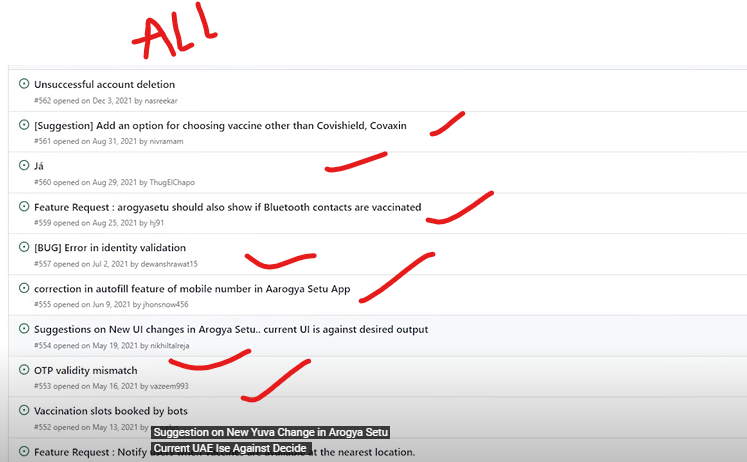 ALL
Unsuccessful account deletion
#562 opened on Dec 3, 2021 by nasreekar
[Suggestion] Add an option for choosing vaccine other than Covishield, Covaxin
#561 opened on Aug 31, 2021 by nivramam
Já
#560 opened on Aug 29, 2021 by ThugElChapo
Feature Request : arogyasetu should also show if Bluetooth contacts are vaccinated
#559 opened on Aug 25, 2021 by hj91
[BUG] Error in identity validation
#557 opened on Jul 2, 2021 by dewanshrawat15
correction in autofill feature of mobile number in Aarogya Setu App
#555 opened on Jun 9, 2021 by jhonsnow456
Suggestions on New UI changes in Arogya Setu.. current UI is against desired output
#554 opened on May 19, 2021 by nikhiltalreja
OTP validity mismatch
#553 opened on May 16, 2021 by vazeem993
Vaccination slots booked by bots
#552 opened on May 13, 2021 by
Suggestion on New Yuva Change in Arogya Setu
Current UAE Ise Against Decide
Feature Request : Notify at the nearest location.